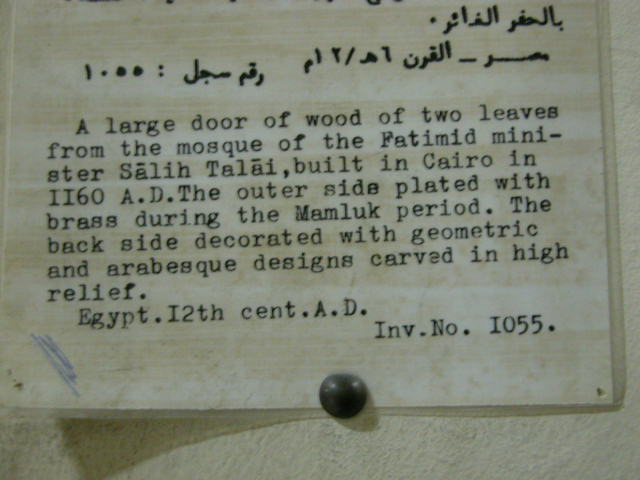 بالحفر الغائر.
مصر - القرن ٦هـ/١٢م
رقم سجل : ١٠٥٥
A large door of wood of two leaves
from the mosque of the Fatimid mini-
ster Sālih Talāi,built in Cairo in
II60 A.D.The outer side plated with
brass during the Mamluk period. The
back side decorated with geometric
and arabesque designs carved in high
relief.
Egypt.I2th cent.A.D.
Inv.No. I055.